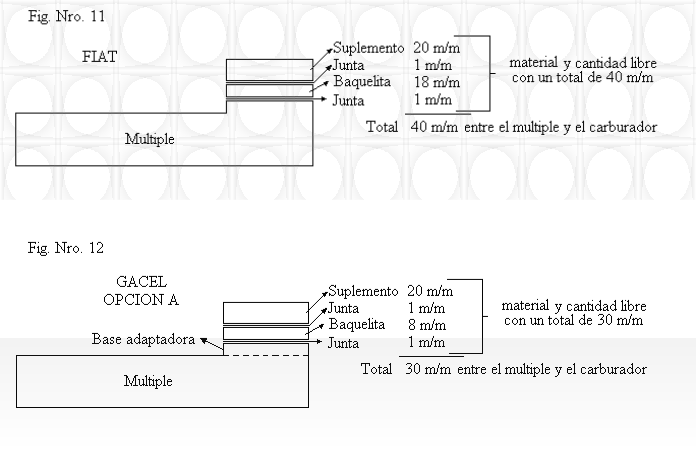 Fig. Nro. 11
FIAT
Suplemento 20 m/m
Junta 1 m/m
Baquelita 18 m/m
Junta 1 m/m
material y cantidad libre
con un total de 40 m/m
Total 40 m/m entre el multiple y el carburador
Multiple
Fig. Nro. 12
GACEL
OPCION A
Suplemento 20 m/m
Junta 1 m/m
Baquelita 8 m/m
Junta 1 m/m
material y cantidad libre
con un total de 30 m/m
Base adaptadora
Total 30 m/m entre el multiple y el carburador
Multiple